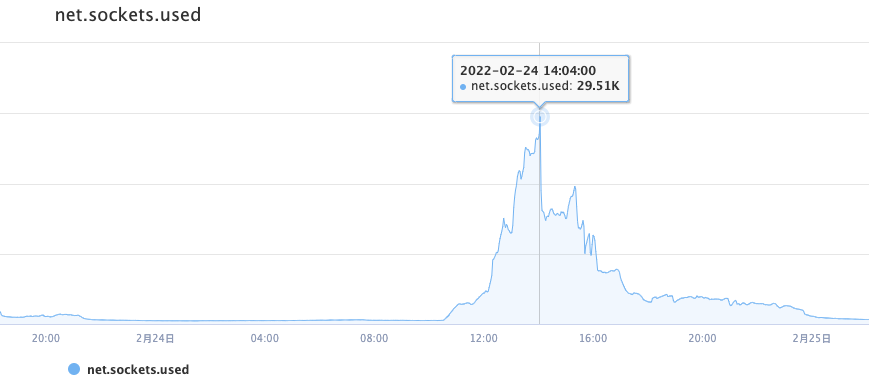 net.sockets.used
2022-02-24 14:04:00
net.sockets.used: 29.51K
20:00 2月24日 04:00 08:00 12:00 16:00 20:00 2月25日
net.sockets.used